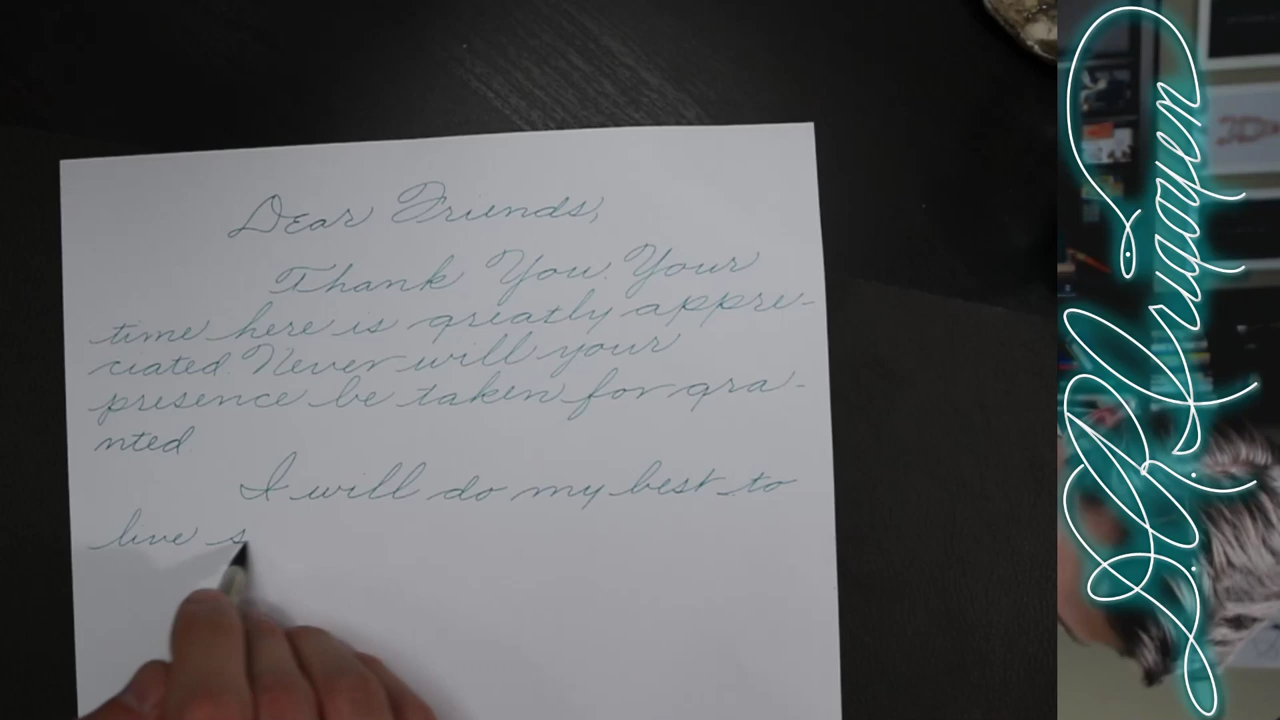 Dear Friends,
Thank You. Your
time here is greatly appre-
ciated. Never will your
presence be taken for gra-
nted.
I will do my best to
live s